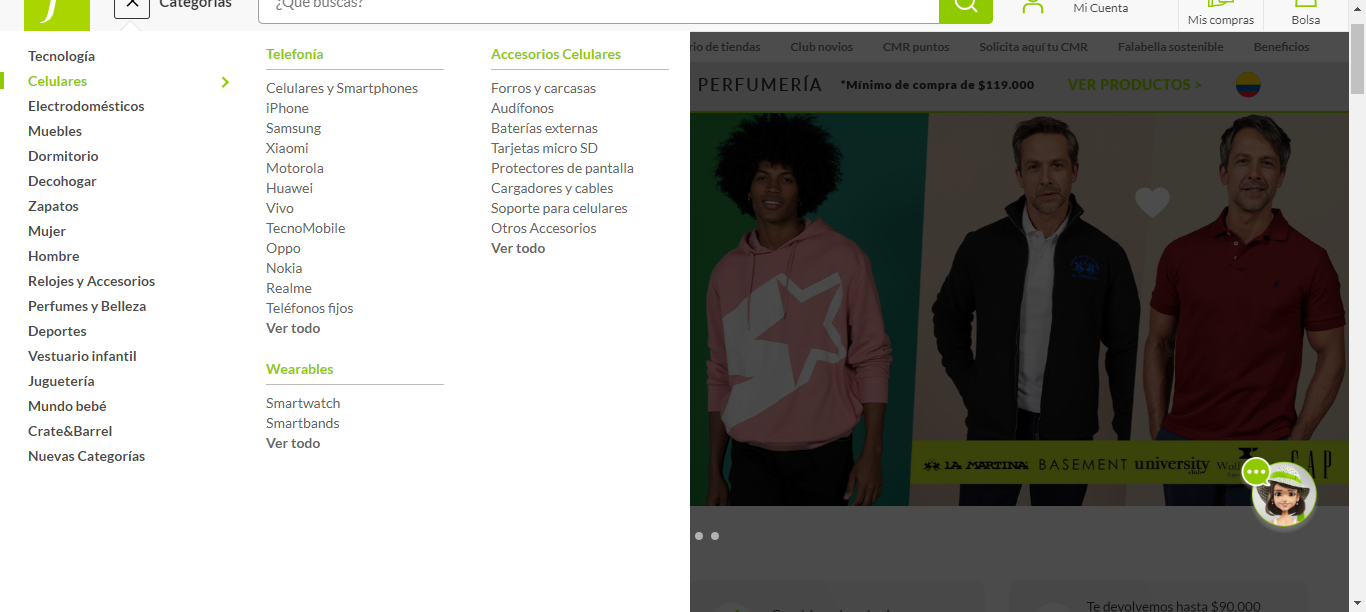 f
Categorías
¿Qué buscas?
Mi Cuenta
Mis compras
Bolsa
Tecnología
Celulares
Electrodomésticos
Muebles
Dormitorio
Decohogar
Zapatos
Mujer
Hombre
Relojes y Accesorios
Perfumes y Belleza
Deportes
Vestuario infantil
Juguetería
Mundo bebé
Crate&Barrel
Nuevas Categorías
Telefonía
Celulares y Smartphones
iPhone
Samsung
Xiaomi
Motorola
Huawei
Vivo
TecnoMobile
Oppo
Nokia
Realme
Teléfonos fijos
Ver todo
Wearables
Smartwatch
Smartbands
Ver todo
Accesorios Celulares
Forros y carcasas
Audífonos
Baterías externas
Tarjetas micro SD
Protectores de pantalla
Cargadores y cables
Soporte para celulares
Otros Accesorios
Ver todo
rio de tiendas Club novios CMR puntos Solicita aquí tu CMR Falabella sostenible Beneficios
PERFUMERÍA *Mínimo de compra de $119.000 VER PRODUCTOS >
LA MARTINA BASEMENT university club GAP
Te devolvemos hasta $90.000